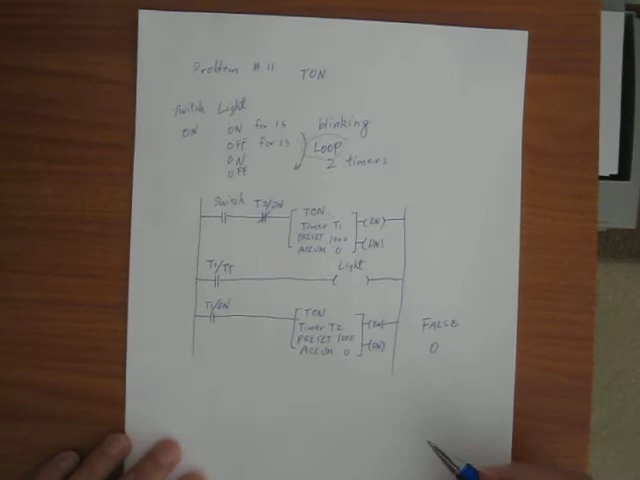 Problem #11 TON
Switch Light
ON ON for 1s blinking
OFF for 1s LOOP
ON 2 timers
OFF
Switch T2/DN TON
Timer T1 (EN)
PRESET 1000 (DN)
ACCUM 0
T1/TT Light
T1/DN TON
Timer T2 (EN) FALSE
PRESET 1000 (DN) 0
ACCUM 0